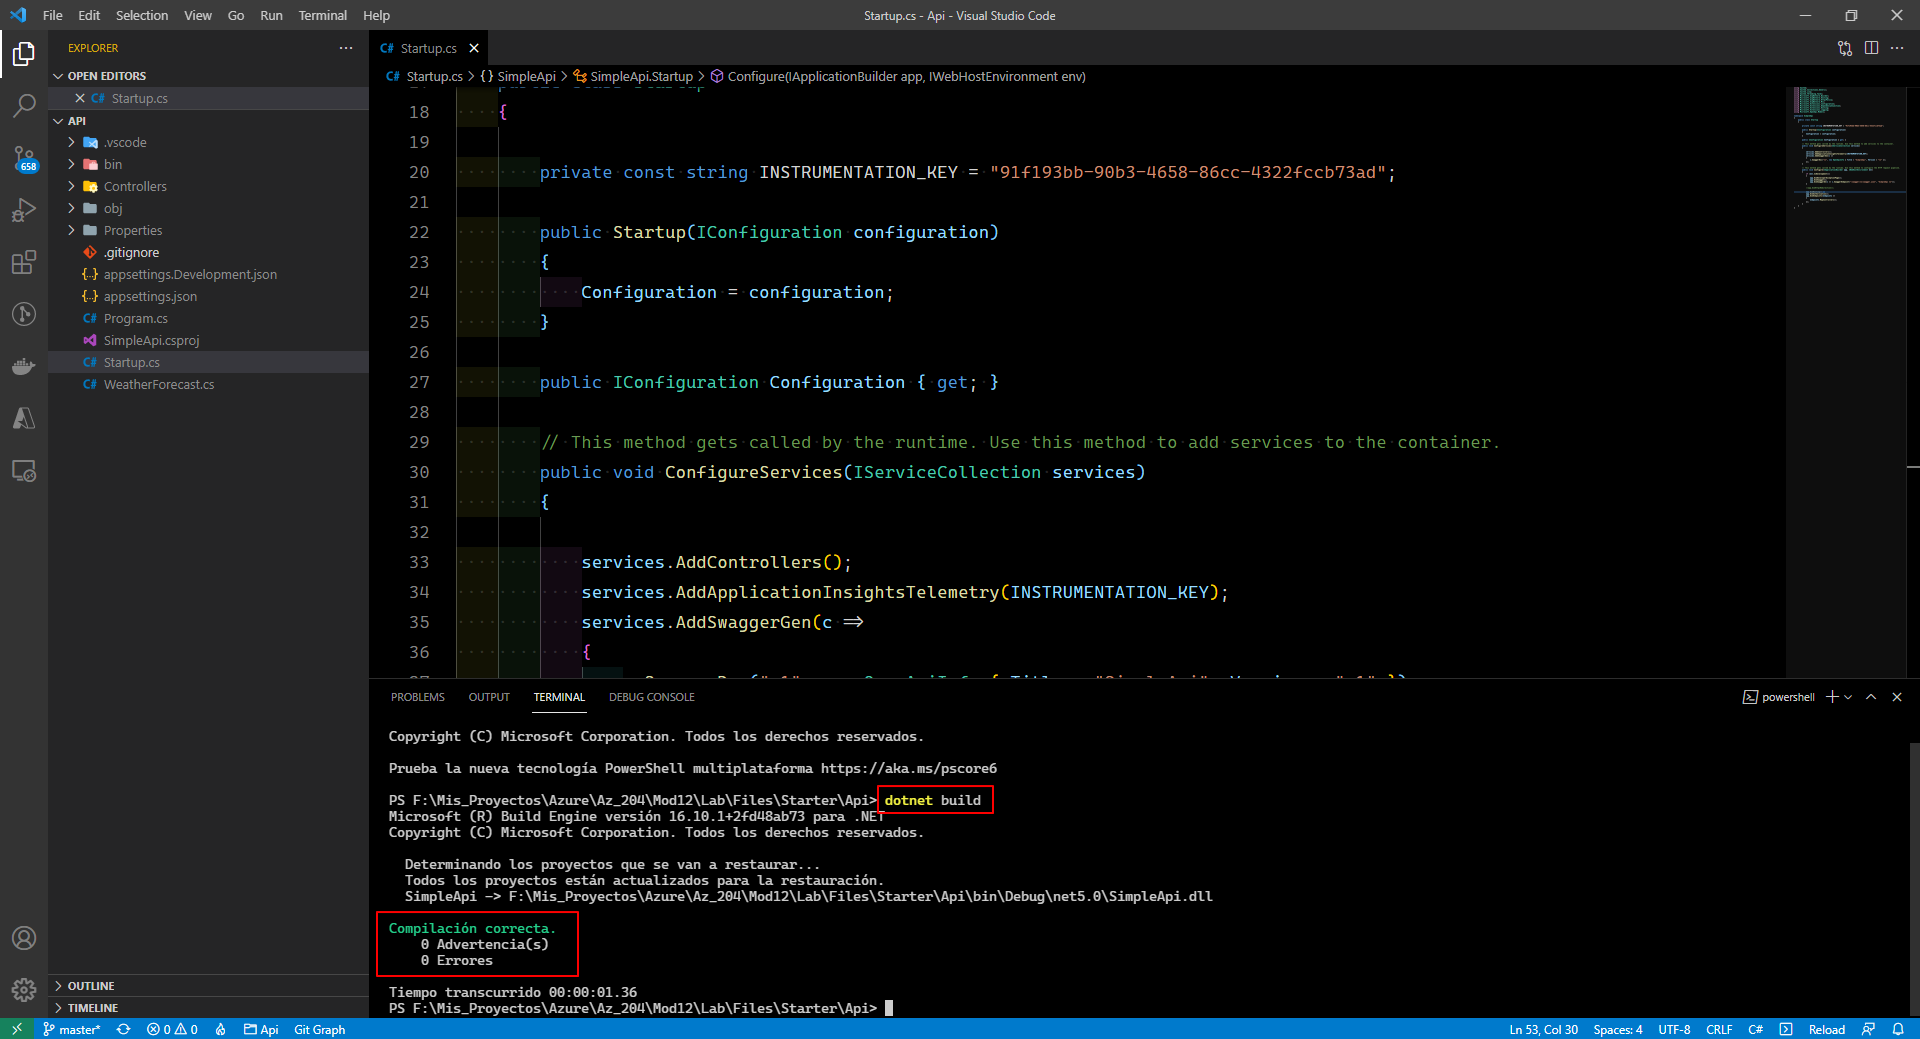 File Edit Selection View Go Run Terminal Help
Startup.cs - Api - Visual Studio Code
EXPLORER
OPEN EDITORS
C# Startup.cs
API
.vscode
bin
Controllers
obj
Properties
.gitignore
{..} appsettings.Development.json
{..} appsettings.json
C# Program.cs
SimpleApi.csproj
C# Startup.cs
C# WeatherForecast.cs
OUTLINE
TIMELINE
658
C# Startup.cs
C# Startup.cs > {} SimpleApi > SimpleApi.Startup > Configure(IApplicationBuilder app, IWebHostEnvironment env)
18 {
19
20 private const string INSTRUMENTATION_KEY = "91f193bb-90b3-4658-86cc-4322fccb73ad";
21
22 public Startup(IConfiguration configuration)
23 {
24 Configuration = configuration;
25 }
26
27 public IConfiguration Configuration { get; }
28
29 // This method gets called by the runtime. Use this method to add services to the container.
30 public void ConfigureServices(IServiceCollection services)
31 {
32
33 services.AddControllers();
34 services.AddApplicationInsightsTelemetry(INSTRUMENTATION_KEY);
35 services.AddSwaggerGen(c =>
36 {
PROBLEMS OUTPUT TERMINAL DEBUG CONSOLE
powershell
Copyright (C) Microsoft Corporation. Todos los derechos reservados.
Prueba la nueva tecnología PowerShell multiplataforma https://aka.ms/pscore6
PS F:\Mis_Proyectos\Azure\Az_204\Mod12\Lab\Files\Starter\Api> dotnet build
Microsoft (R) Build Engine versión 16.10.1+2fd48ab73 para .NET
Copyright (C) Microsoft Corporation. Todos los derechos reservados.
Determinando los proyectos que se van a restaurar...
Todos los proyectos están actualizados para la restauración.
SimpleApi -> F:\Mis_Proyectos\Azure\Az_204\Mod12\Lab\Files\Starter\Api\bin\Debug\net5.0\SimpleApi.dll
Compilación correcta.
0 Advertencia(s)
0 Errores
Tiempo transcurrido 00:00:01.36
PS F:\Mis_Proyectos\Azure\Az_204\Mod12\Lab\Files\Starter\Api>
master* 0 0 Api Git Graph
Ln 53, Col 30 Spaces: 4 UTF-8 CRLF C# Reload